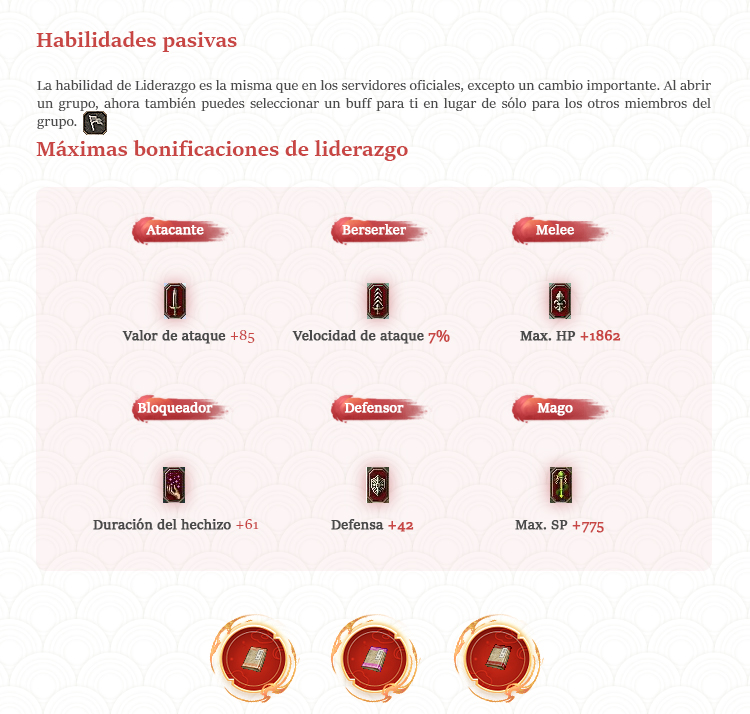 Habilidades pasivas
La habilidad de Liderazgo es la misma que en los servidores oficiales, excepto un cambio importante. Al abrir
un grupo, ahora también puedes seleccionar un buff para ti en lugar de sólo para los otros miembros del
grupo.
Máximas bonificaciones de liderazgo
Atacante
Berserker
Melee
Valor de ataque +85
Velocidad de ataque 7%
Max. HP +1862
Bloqueador
Defensor
Mago
Duración del hechizo +61
Defensa +42
Max. SP +775